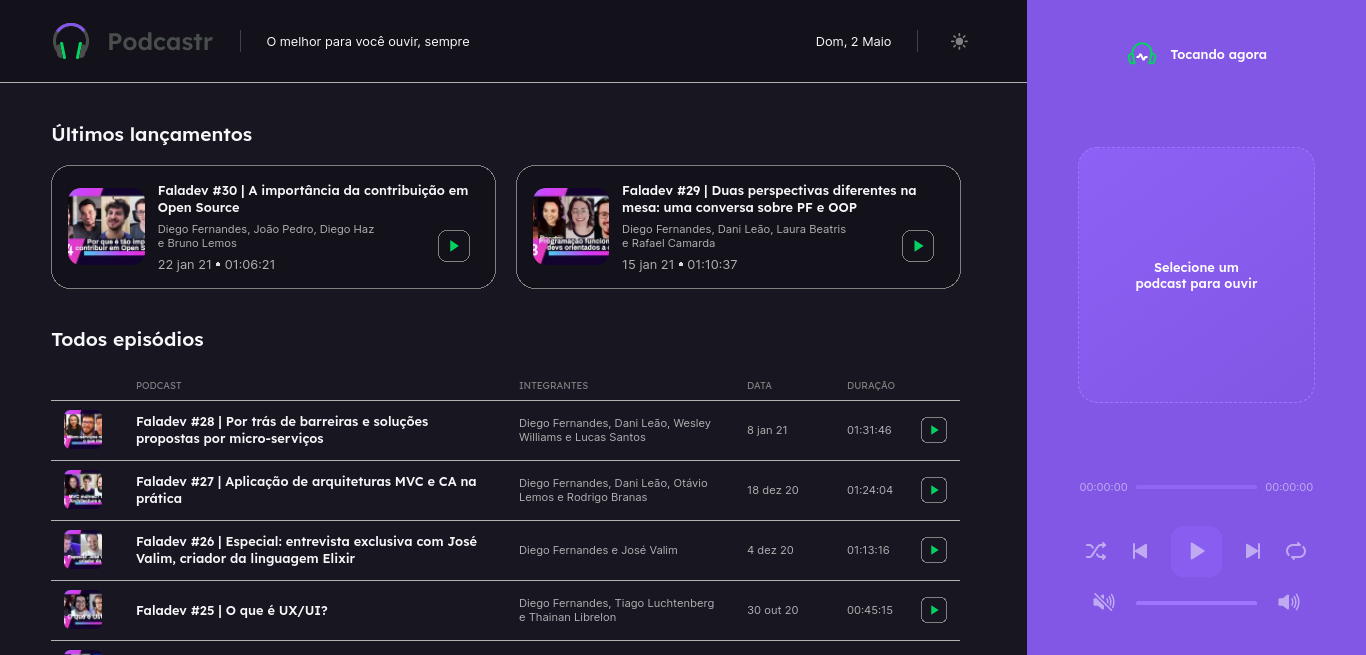 Podcastr
O melhor para você ouvir, sempre
Dom, 2 Maio
Últimos lançamentos
Faladev #30 | A importância da contribuição em
Open Source
Diego Fernandes, João Pedro, Diego Haz
e Bruno Lemos
22 jan 21 • 01:06:21
Faladev #29 | Duas perspectivas diferentes na
mesa: uma conversa sobre PF e OOP
Diego Fernandes, Dani Leão, Laura Beatris
e Rafael Camarda
15 jan 21 • 01:10:37
Todos episódios
PODCAST INTEGRANTES DATA DURAÇÃO
Faladev #28 | Por trás de barreiras e soluções
propostas por micro-serviços
Diego Fernandes, Dani Leão, Wesley
Williams e Lucas Santos
8 jan 21
01:31:46
Faladev #27 | Aplicação de arquiteturas MVC e CA na
prática
Diego Fernandes, Dani Leão, Otávio
Lemos e Rodrigo Branas
18 dez 20
01:24:04
Faladev #26 | Especial: entrevista exclusiva com José
Valim, criador da linguagem Elixir
Diego Fernandes e José Valim
4 dez 20
01:13:16
Faladev #25 | O que é UX/UI?
Diego Fernandes, Tiago Luchtenberg
e Thainan Librelon
30 out 20
00:45:15
Tocando agora
Selecione um
podcast para ouvir
00:00:00
00:00:00